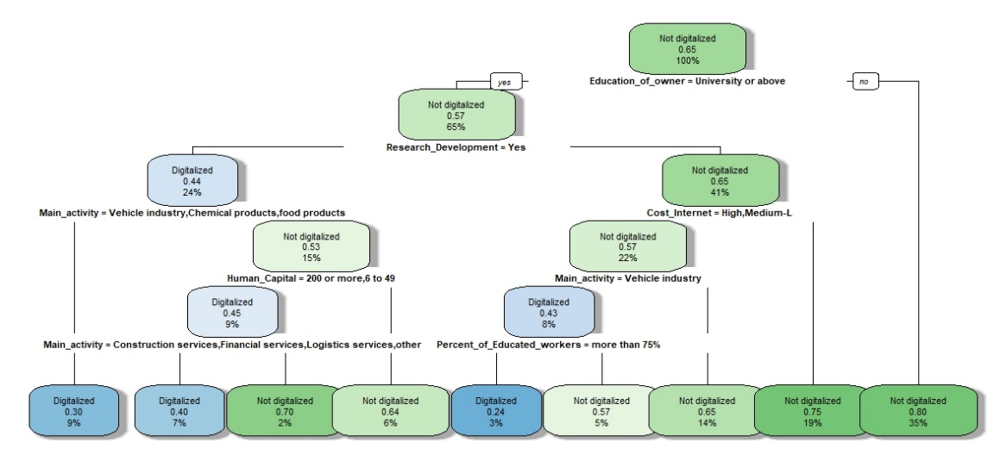 Not digitalized
0.65
100%
Education_of_owner = University or above
yes
no
Not digitalized
0.57
65%
Research_Development = Yes
Digitalized
0.44
24%
Main_activity = Vehicle industry,Chemical products,food products
Not digitalized
0.65
41%
Cost_Internet = High,Medium-L
Not digitalized
0.53
15%
Human_Capital = 200 or more,6 to 49
Not digitalized
0.57
22%
Main_activity = Vehicle industry
Digitalized
0.45
9%
Main_activity = Construction services,Financial services,Logistics services,other
Digitalized
0.43
8%
Percent_of_Educated_workers = more than 75%
Digitalized
0.30
9%
Digitalized
0.40
7%
Not digitalized
0.70
2%
Not digitalized
0.64
6%
Digitalized
0.24
3%
Not digitalized
0.57
5%
Not digitalized
0.65
14%
Not digitalized
0.75
19%
Not digitalized
0.80
35%